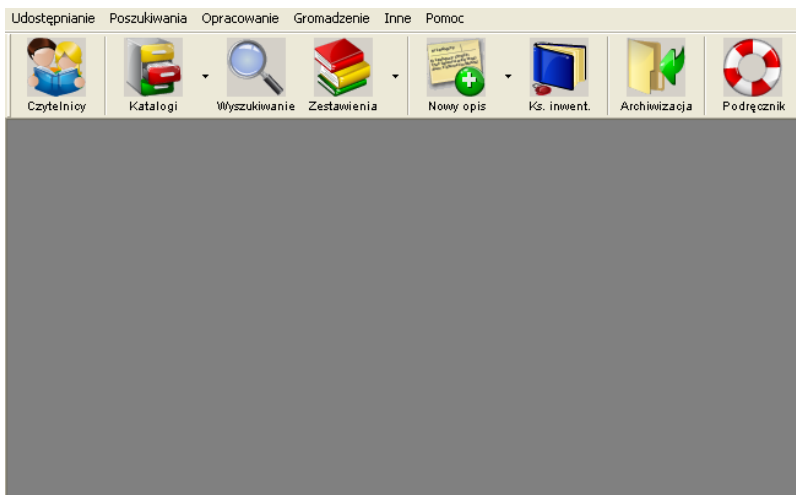 Udostępnianie Poszukiwania Opracowanie Gromadzenie Inne Pomoc
Czytelnicy Katalogi Wyszukiwanie Zestawienia Nowy opis Ks. inwent. Archiwizacja Podręcznik